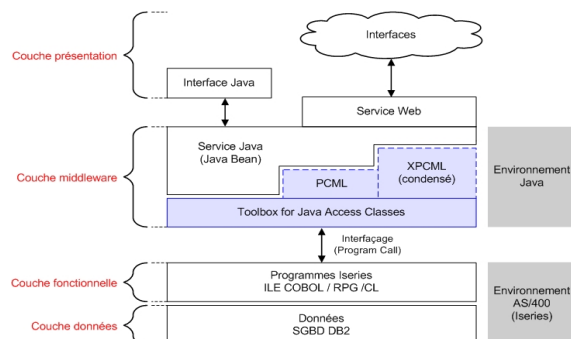 Interfaces
Couche présentation
Interface Java
Service Web
Service Java
(Java Bean)
XPCML
(condensé)
PCML
Couche middleware
Environnement
Java
Toolbox for Java Access Classes
Interfaçage
(Program Call)
Couche fonctionnelle
Programmes Iseries
ILE COBOL / RPG /CL
Environnement
AS/400
(Iseries)
Couche données
Données
SGBD DB2